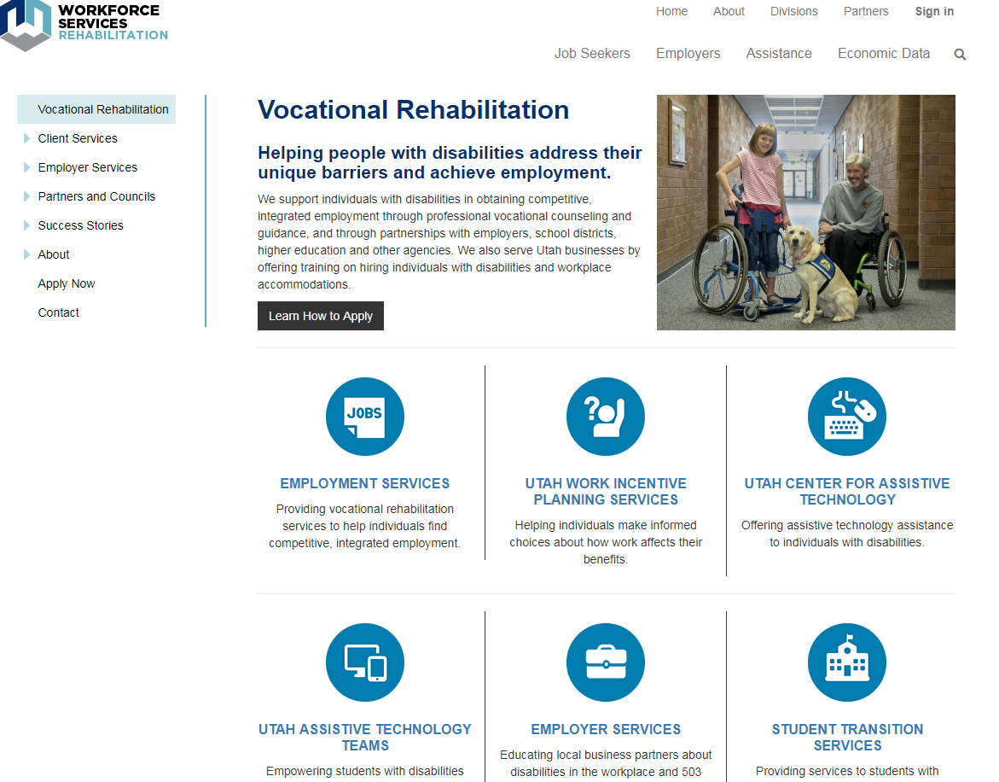 WORKFORCE
SERVICES
REHABILITATION
Home About Divisions Partners Sign in
Job Seekers Employers Assistance Economic Data
Vocational Rehabilitation
Client Services
Employer Services
Partners and Councils
Success Stories
About
Apply Now
Contact
Vocational Rehabilitation
Helping people with disabilities address their
unique barriers and achieve employment.
We support individuals with disabilities in obtaining competitive,
integrated employment through professional vocational counseling and
guidance, and through partnerships with employers, school districts,
higher education and other agencies. We also serve Utah businesses by
offering training on hiring individuals with disabilities and workplace
accommodations.
Learn How to Apply
JOBS
EMPLOYMENT SERVICES
Providing vocational rehabilitation
services to help individuals find
competitive, integrated employment.
?
UTAH WORK INCENTIVE
PLANNING SERVICES
Helping individuals make informed
choices about how work affects their
benefits.
UTAH CENTER FOR ASSISTIVE
TECHNOLOGY
Offering assistive technology assistance
to individuals with disabilities.
UTAH ASSISTIVE TECHNOLOGY
TEAMS
Empowering students with disabilities
EMPLOYER SERVICES
Educating local business partners about
disabilities in the workplace and 503
STUDENT TRANSITION
SERVICES
Providing services to students with